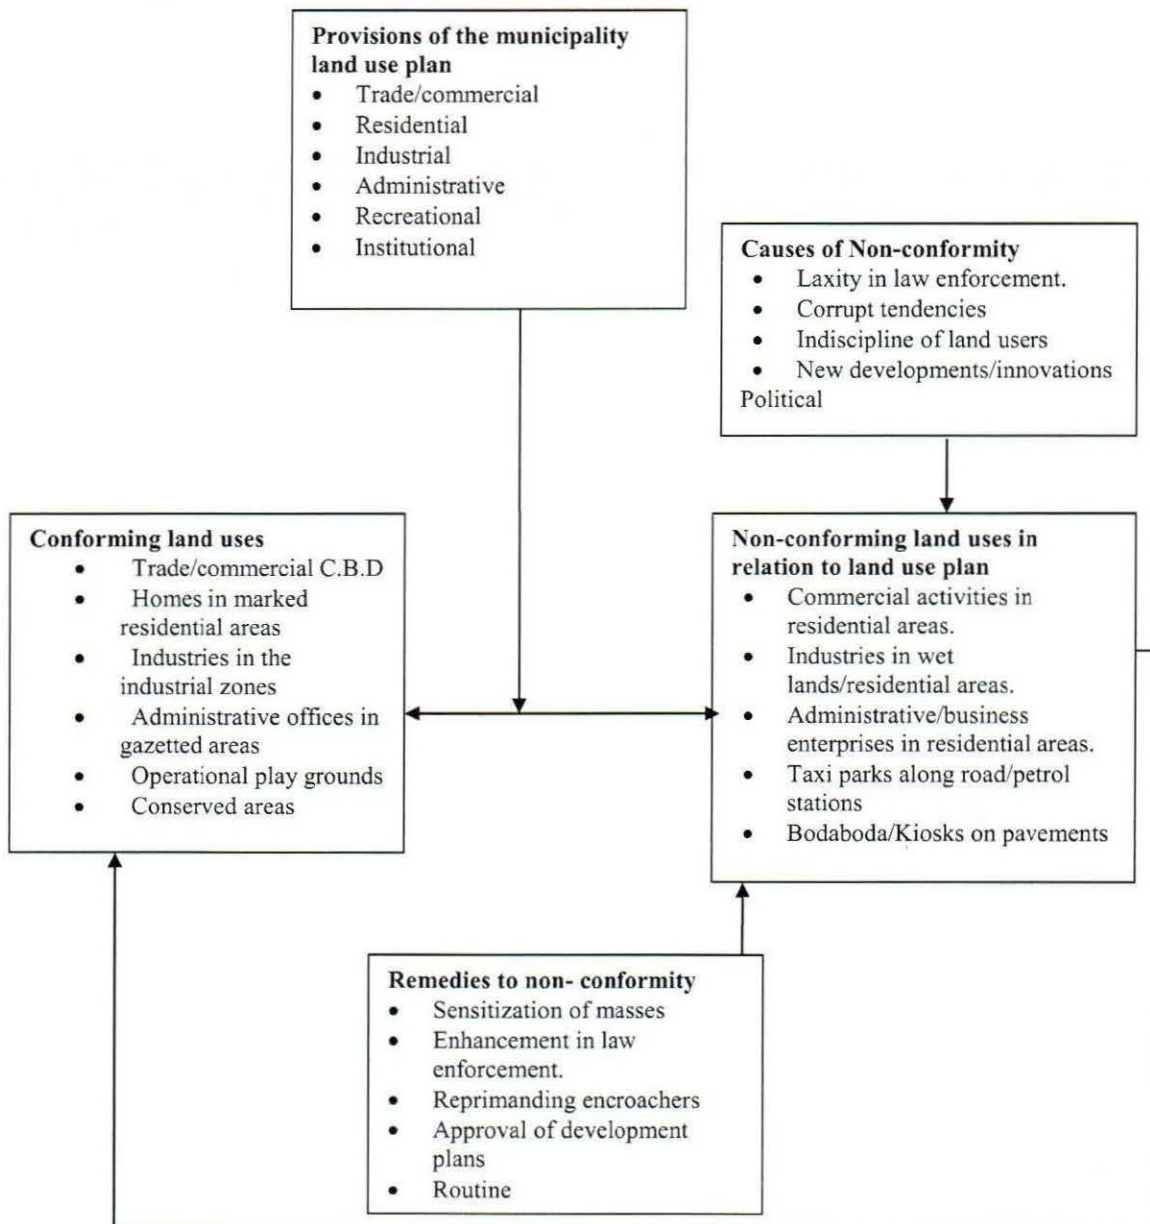 Provisions of the municipality
land use plan
• Trade/commercial
• Residential
• Industrial
• Administrative
• Recreational
• Institutional
Causes of Non-conformity
• Laxity in law enforcement.
• Corrupt tendencies
• Indiscipline of land users
• New developments/innovations
Political
Conforming land uses
• Trade/commercial C.B.D
• Homes in marked
residential areas
• Industries in the
industrial zones
• Administrative offices in
gazetted areas
• Operational play grounds
• Conserved areas
Non-conforming land uses in
relation to land use plan
• Commercial activities in
residential areas.
• Industries in wet
lands/residential areas.
• Administrative/business
enterprises in residential areas.
• Taxi parks along road/petrol
stations
• Bodaboda/Kiosks on pavements
Remedies to non- conformity
• Sensitization of masses
• Enhancement in law
enforcement.
• Reprimanding encroachers
• Approval of development
plans
• Routine